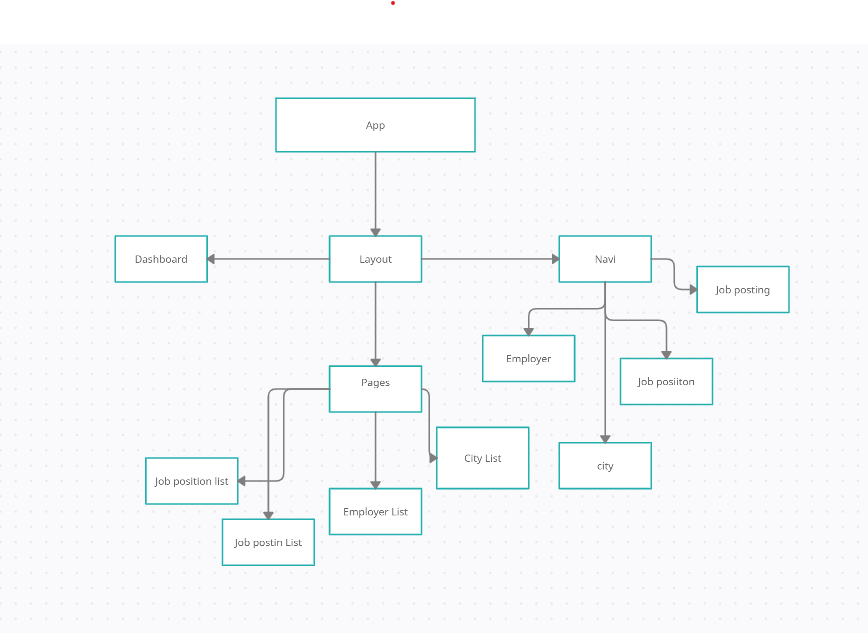 App
Dashboard
Layout
Navi
Job posting
Employer
Job posiiton
Pages
City List
city
Job position list
Employer List
Job postin List